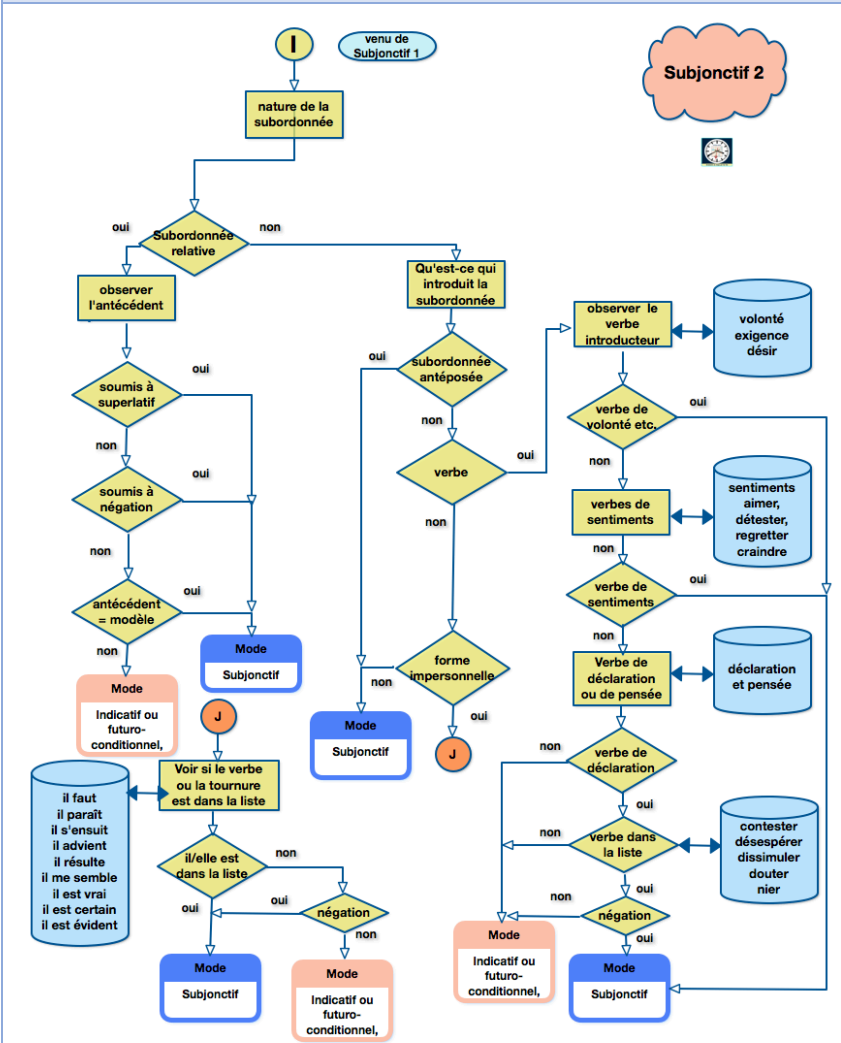 I
venu de
Subjonctif 1
Subjonctif 2
nature de la
subordonnée
oui
non
Subordonnée
relative
observer
l'antécédent
Qu'est-ce qui
introduit la
subordonnée
observer le
verbe
introducteur
volonté
exigence
désir
oui
soumis à
superlatif
non
oui
subordonnée
antéposée
non
oui
verbe de
volonté etc.
oui
non
soumis à
négation
oui
non
verbe
oui
non
verbes de
sentiments
sentiments
aimer,
détester,
regretter
craindre
non
verbe de
sentiments
oui
non
antécédent
= modèle
oui
non
Mode
Subjonctif
Mode
Indicatif ou
futuro-
conditionnel,
forme
impersonnelle
non
oui
Mode
Subjonctif
J
Verbe de
déclaration
ou de pensée
déclaration
et pensée
J
Voir si le verbe
ou la tournure
est dans la liste
il faut
il paraît
il s'ensuit
il advient
il résulte
il me semble
il est vrai
il est certain
il est évident
il/elle est
dans la liste
non
oui
oui
négation
non
Mode
Subjonctif
Mode
Indicatif ou
futuro-
conditionnel,
non
verbe de
déclaration
oui
non
verbe dans
la liste
contester
désespérer
dissimuler
douter
nier
oui
non
négation
oui
Mode
Indicatif ou
futuro-
conditionnel,
Mode
Subjonctif